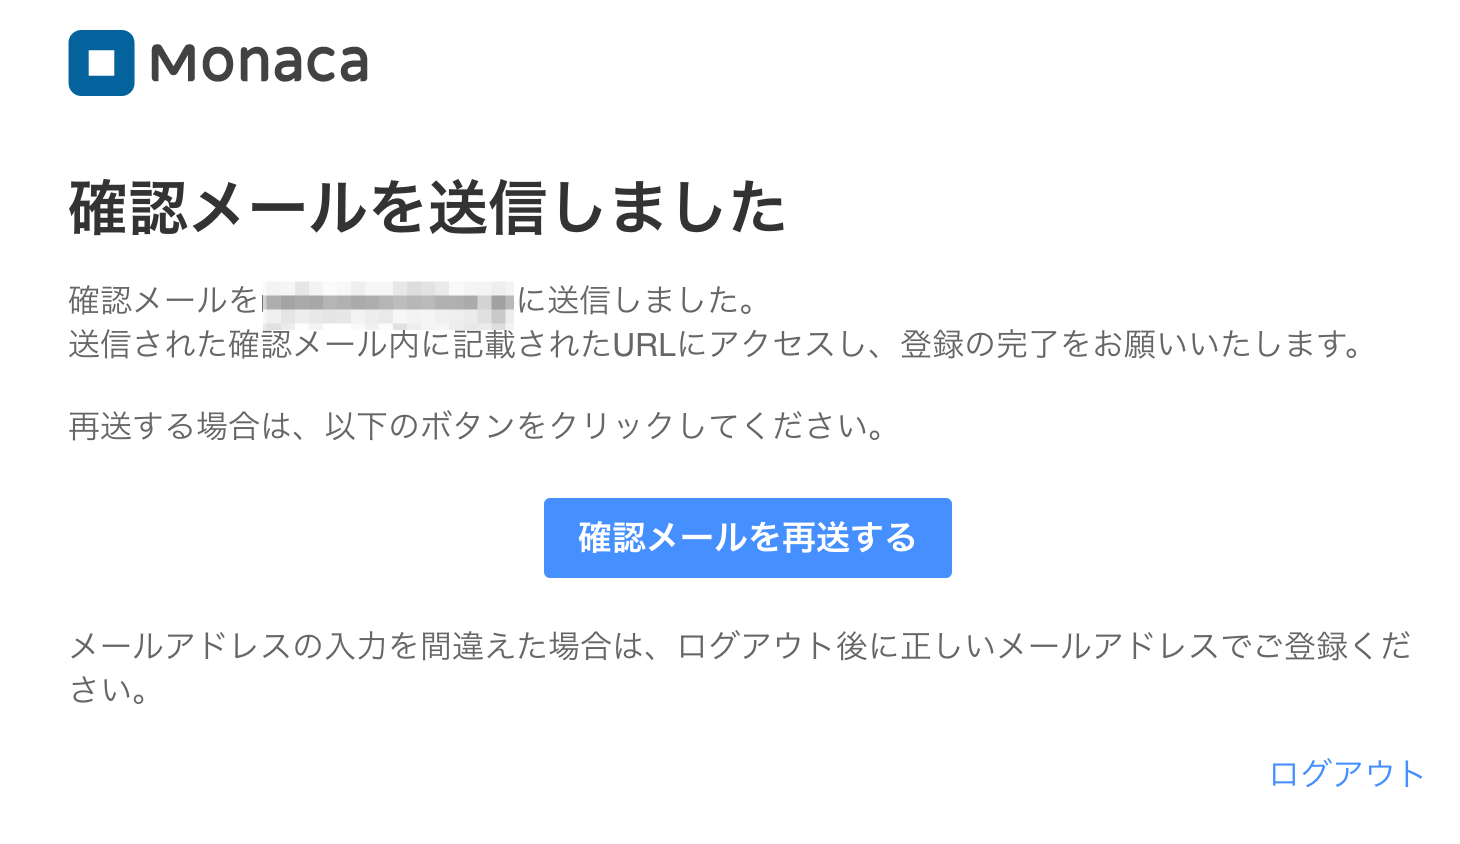 Monaca
確認メールを送信しました
確認メールをに送信しました。
送信された確認メール内に記載されたURLにアクセスし、登録の完了をお願いいたします。
再送する場合は、以下のボタンをクリックしてください。
確認メールを再送する
メールアドレスの入力を間違えた場合は、ログアウト後に正しいメールアドレスでご登録くだ
さい。
ログアウト